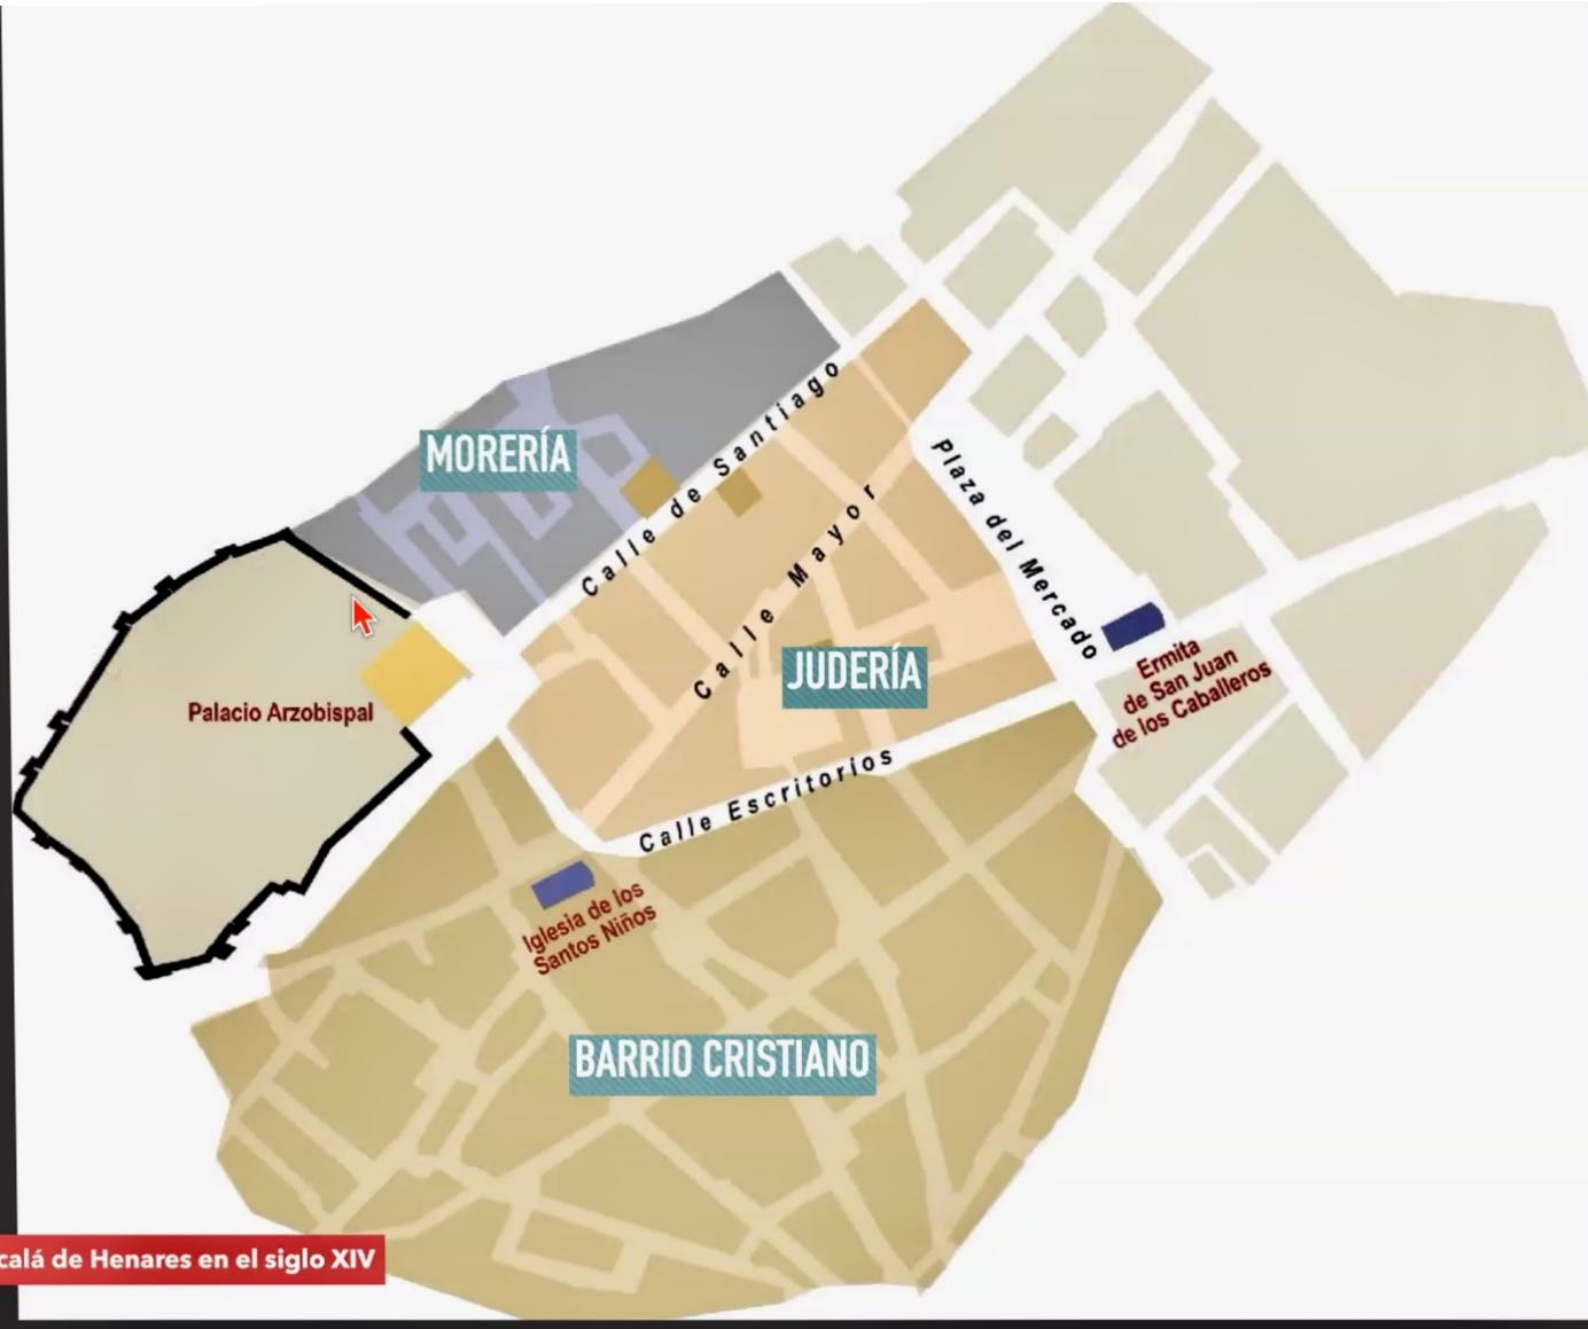 MORERÍA
Calle de Santiago
Calle Mayor
Plaza del Mercado
JUDERÍA
Palacio Arzobispal
Ermita
de San Juan
de los Caballeros
Calle Escritorios
Iglesia de los
Santos Niños
BARRIO CRISTIANO
calá de Henares en el siglo XIV